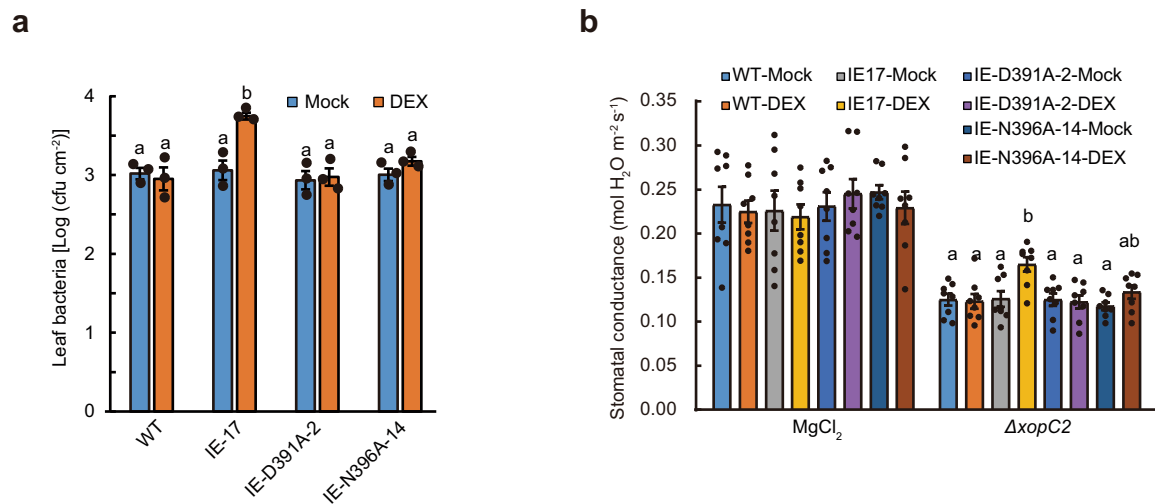 a
Leaf bacteria [Log (cfu cm⁻²)]
4
3
2
1
0
Mock
DEX
a a
a b
a a
a a
WT
IE-17
IE-D391A-2
IE-N396A-14
b
Stomatal conductance (mol H₂O m⁻² s⁻¹)
WT-Mock
IE17-Mock
IE-D391A-2-Mock
WT-DEX
IE17-DEX
IE-D391A-2-DEX
IE-N396A-14-Mock
IE-N396A-14-DEX
0.35
0.30
0.25
0.20
0.15
0.10
0.05
0.00
a a a b a a a ab
MgCl₂
ΔxopC2